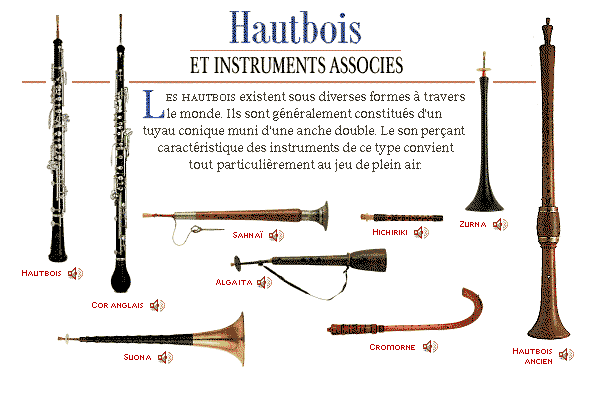 Hautbois
ET INSTRUMENTS ASSOCIES
LES HAUTBOIS existent sous diverses formes à travers
le monde. Ils sont généralement constitués d'un
tuyau conique muni d'une anche double. Le son perçant
caractéristique des instruments de ce type convient
tout particulièrement au jeu de plein air.
HAUTBOIS
COR ANGLAIS
SAHNAÏ
HICHIRIKI
ZURNA
ALGAITA
SUONA
CROMORNE
HAUTBOIS
ANCIEN